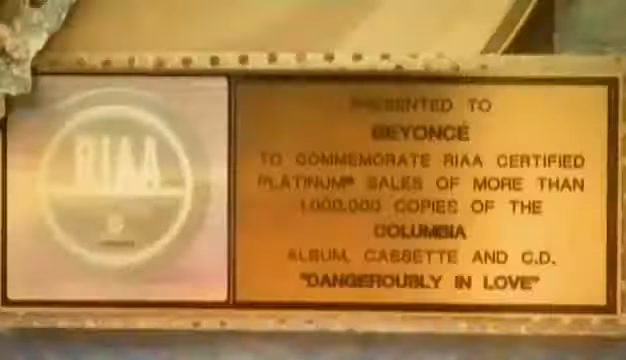 RIAA
PRESENTED TO
BEYONCÉ
TO COMMEMORATE RIAA CERTIFIED
PLATINUM® SALES OF MORE THAN
1,000,000 COPIES OF THE
COLUMBIA
ALBUM, CASSETTE AND C.D.
"DANGEROUSLY IN LOVE"